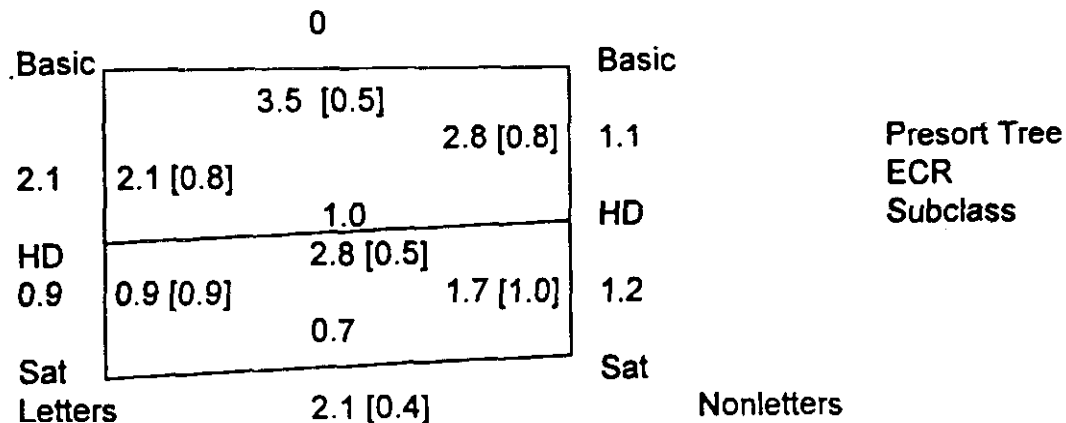 0
Basic Basic
3.5 [0.5]
2.8 [0.8] 1.1 Presort Tree
2.1 2.1 [0.8] ECR
1.0 HD Subclass
HD 2.8 [0.5]
0.9 0.9 [0.9] 1.7 [1.0] 1.2
0.7
Sat Sat
Letters 2.1 [0.4] Nonletters